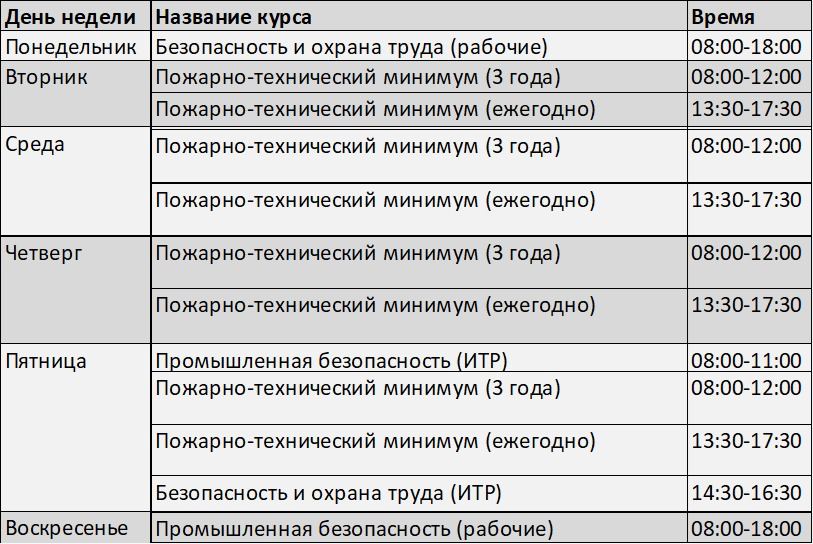 День недели Название курса Время
Понедельник Безопасность и охрана труда (рабочие) 08:00-18:00
Вторник Пожарно-технический минимум (3 года) 08:00-12:00
Пожарно-технический минимум (ежегодно) 13:30-17:30
Среда Пожарно-технический минимум (3 года) 08:00-12:00
Пожарно-технический минимум (ежегодно) 13:30-17:30
Четверг Пожарно-технический минимум (3 года) 08:00-12:00
Пожарно-технический минимум (ежегодно) 13:30-17:30
Пятница Промышленная безопасность (ИТР) 08:00-11:00
Пожарно-технический минимум (3 года) 08:00-12:00
Пожарно-технический минимум (ежегодно) 13:30-17:30
Безопасность и охрана труда (ИТР) 14:30-16:30
Воскресенье Промышленная безопасность (рабочие) 08:00-18:00